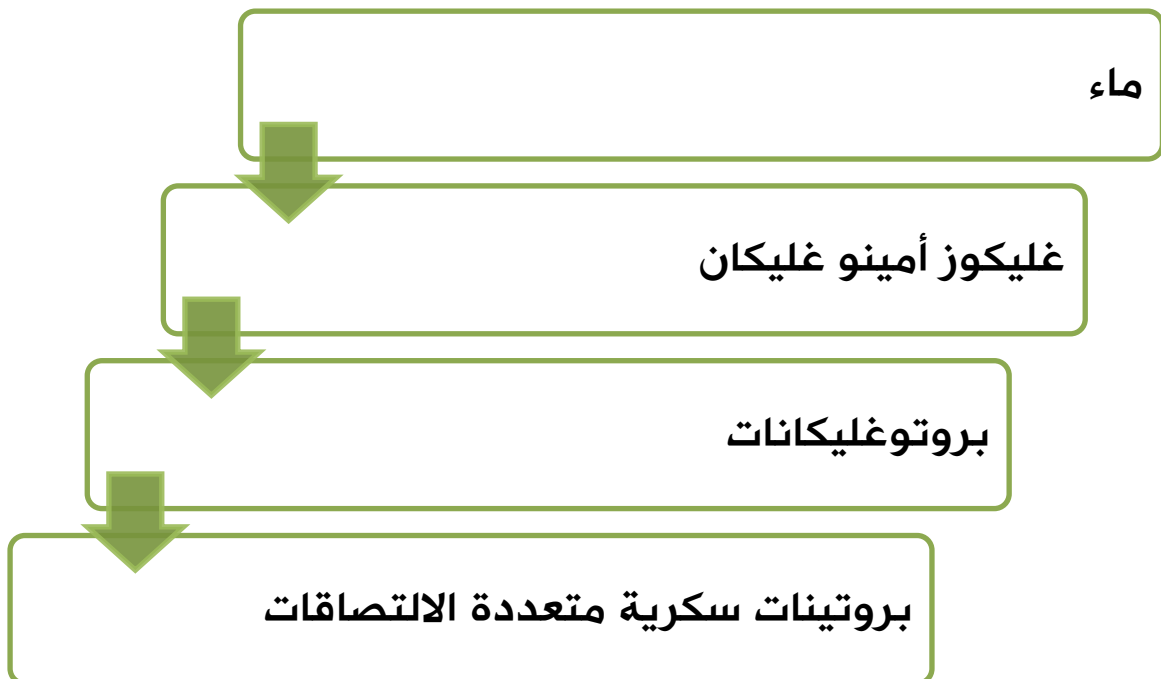 ماء
غليكوز أمينو غليكان
بروتوغليكانات
بروتينات سكرية متعددة الالتصاقات